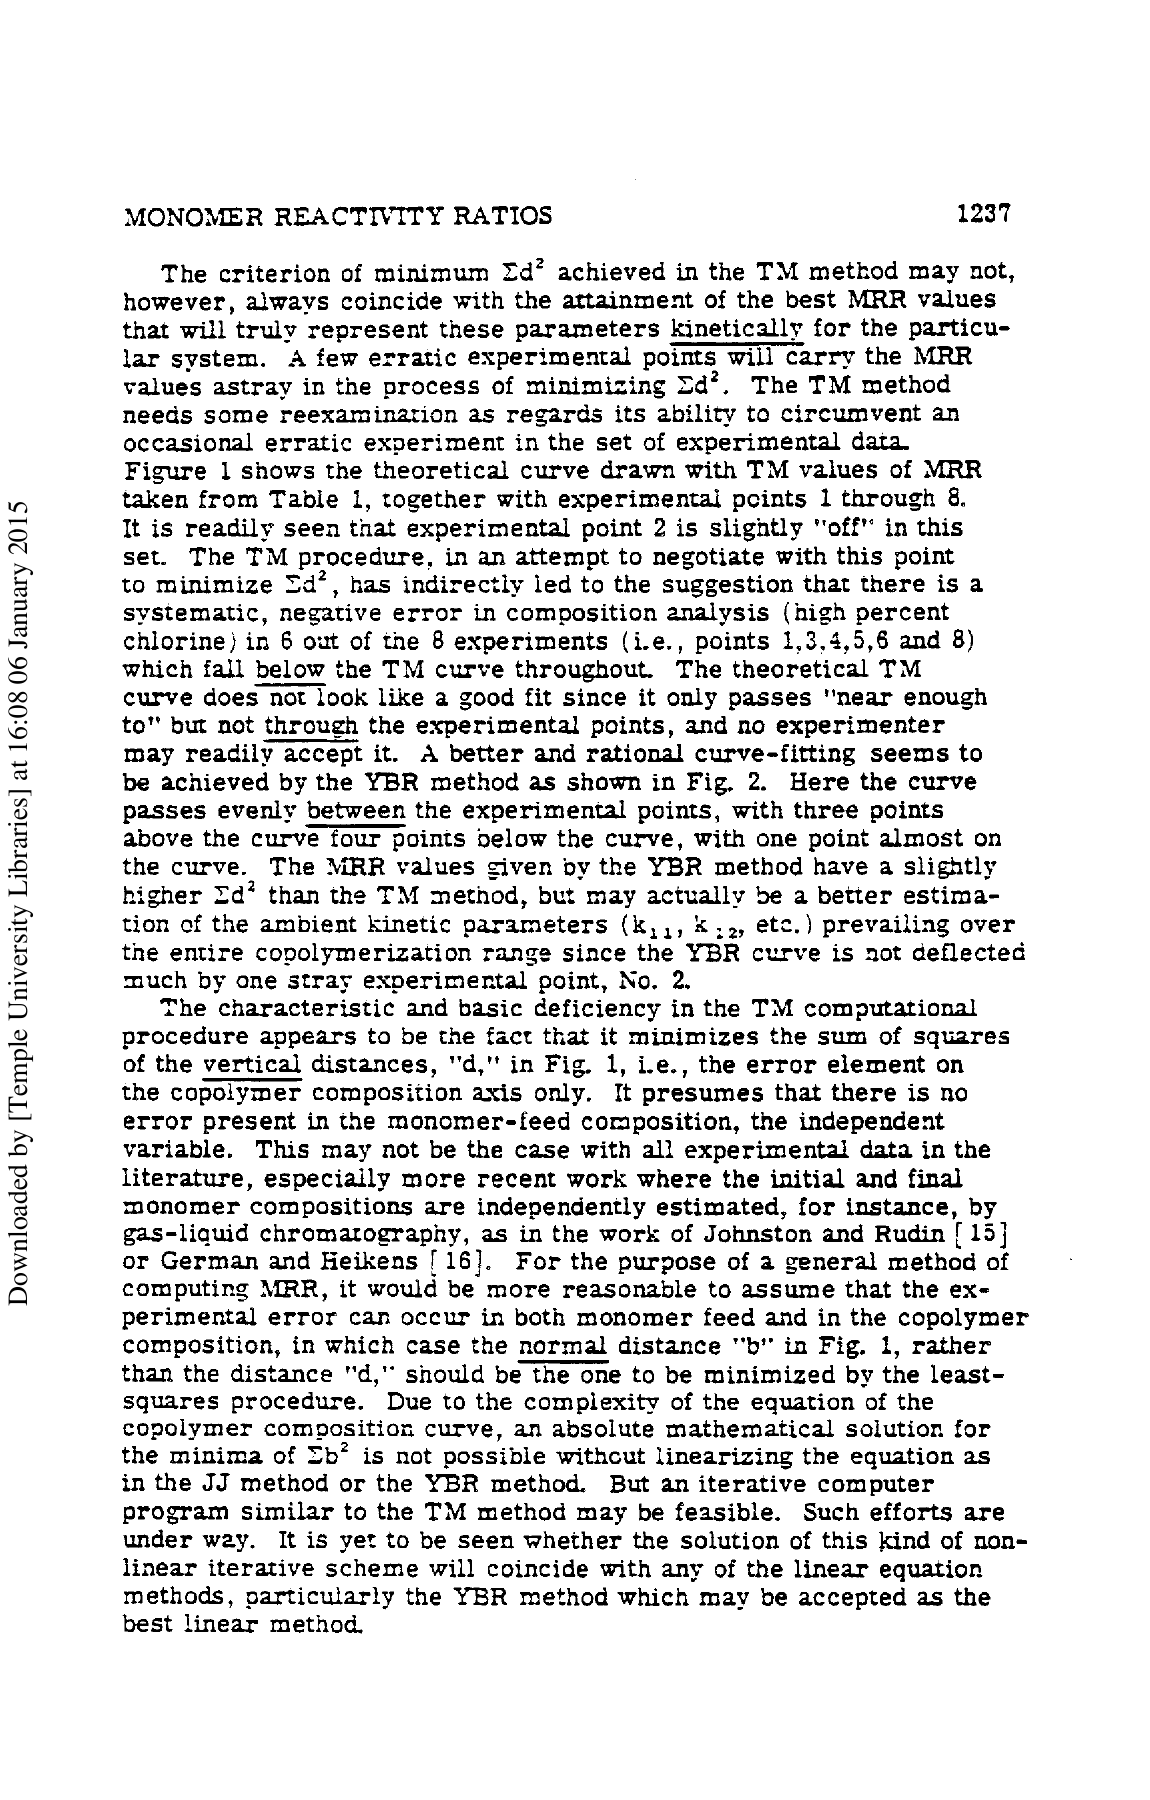 MONOMER REACTIVITY RATIOS 1237
The criterion of minimum Σd² achieved in the TM method may not,
however, always coincide with the attainment of the best MRR values
that will truly represent these parameters kinetically for the particu-
lar system. A few erratic experimental points will carry the MRR
values astray in the process of minimizing Σd². The TM method
needs some reexamination as regards its ability to circumvent an
occasional erratic experiment in the set of experimental data.
Figure 1 shows the theoretical curve drawn with TM values of MRR
taken from Table 1, together with experimental points 1 through 8.
It is readily seen that experimental point 2 is slightly "off" in this
set. The TM procedure, in an attempt to negotiate with this point
to minimize Σd², has indirectly led to the suggestion that there is a
systematic, negative error in composition analysis (high percent
chlorine) in 6 out of the 8 experiments (i.e., points 1,3,4,5,6 and 8)
which fall below the TM curve throughout. The theoretical TM
curve does not look like a good fit since it only passes "near enough
to" but not through the experimental points, and no experimenter
may readily accept it. A better and rational curve-fitting seems to
be achieved by the YBR method as shown in Fig. 2. Here the curve
passes evenly between the experimental points, with three points
above the curve four points below the curve, with one point almost on
the curve. The MRR values given by the YBR method have a slightly
higher Σd² than the TM method, but may actually be a better estima-
tion of the ambient kinetic parameters (k₁₁, k₁₂, etc.) prevailing over
the entire copolymerization range since the YBR curve is not deflected
much by one stray experimental point, No. 2.
The characteristic and basic deficiency in the TM computational
procedure appears to be the fact that it minimizes the sum of squares
of the vertical distances, "d," in Fig. 1, i.e., the error element on
the copolymer composition axis only. It presumes that there is no
error present in the monomer-feed composition, the independent
variable. This may not be the case with all experimental data in the
literature, especially more recent work where the initial and final
monomer compositions are independently estimated, for instance, by
gas-liquid chromatography, as in the work of Johnston and Rudin [15]
or German and Heikens [16]. For the purpose of a general method of
computing MRR, it would be more reasonable to assume that the ex-
perimental error can occur in both monomer feed and in the copolymer
composition, in which case the normal distance "b" in Fig. 1, rather
than the distance "d," should be the one to be minimized by the least-
squares procedure. Due to the complexity of the equation of the
copolymer composition curve, an absolute mathematical solution for
the minima of Σb² is not possible without linearizing the equation as
in the JJ method or the YBR method. But an iterative computer
program similar to the TM method may be feasible. Such efforts are
under way. It is yet to be seen whether the solution of this kind of non-
linear iterative scheme will coincide with any of the linear equation
methods, particularly the YBR method which may be accepted as the
best linear method.
Downloaded by [Temple University Libraries] at 16:08 06 January 2015